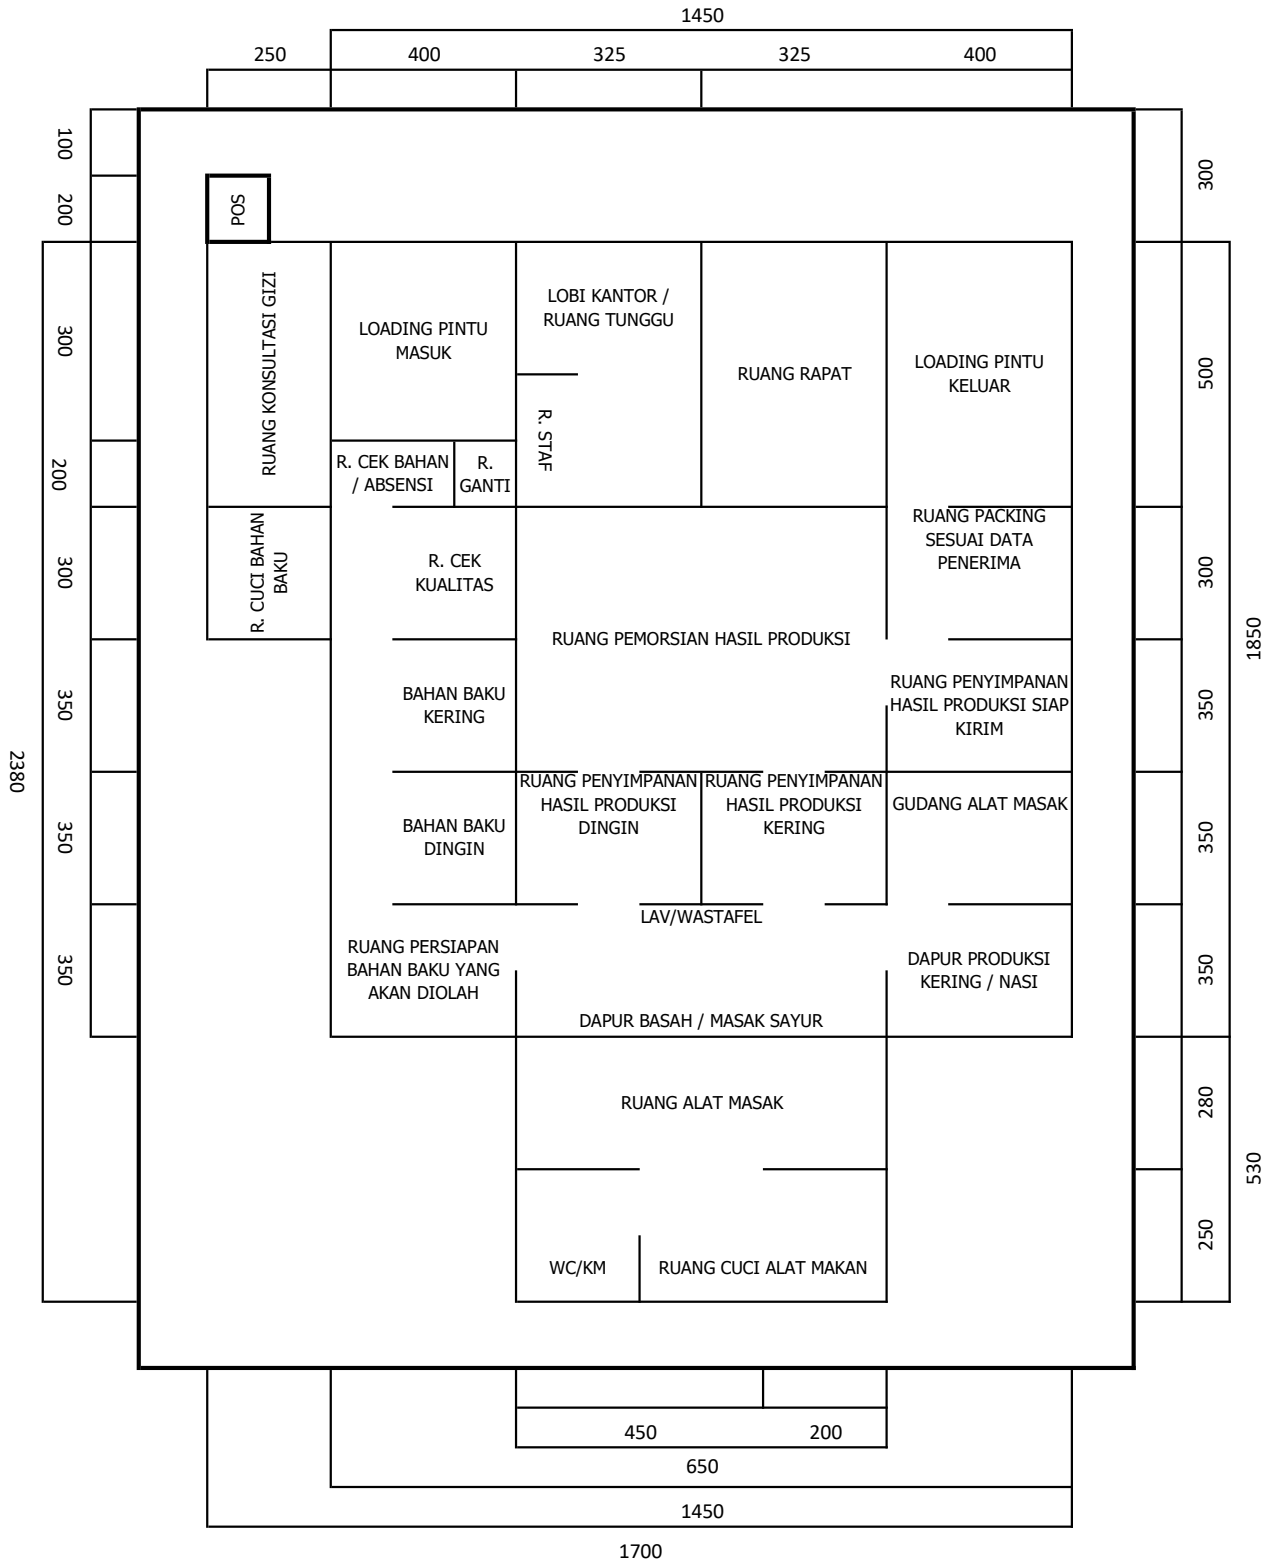 1450
250
400
325
325
400
100
200
300
POS
RUANG KONSULTASI GIZI
LOADING PINTU
MASUK
LOBI KANTOR /
RUANG TUNGGU
RUANG RAPAT
LOADING PINTU
KELUAR
300
500
R. STAF
200
R. CEK BAHAN
/ ABSENSI
R.
GANTI
R. CUCI BAHAN
BAKU
R. CEK
KUALITAS
RUANG PACKING
SESUAI DATA
PENERIMA
300
300
RUANG PEMORSIAN HASIL PRODUKSI
1850
BAHAN BAKU
KERING
RUANG PENYIMPANAN
HASIL PRODUKSI SIAP
KIRIM
350
350
2380
RUANG PENYIMPANAN
HASIL PRODUKSI
DINGIN
RUANG PENYIMPANAN
HASIL PRODUKSI
KERING
GUDANG ALAT MASAK
BAHAN BAKU
DINGIN
350
350
LAV/WASTAFEL
RUANG PERSIAPAN
BAHAN BAKU YANG
AKAN DIOLAH
DAPUR PRODUKSI
KERING / NASI
350
350
DAPUR BASAH / MASAK SAYUR
RUANG ALAT MASAK
280
530
250
WC/KM
RUANG CUCI ALAT MAKAN
450
200
650
1450
1700